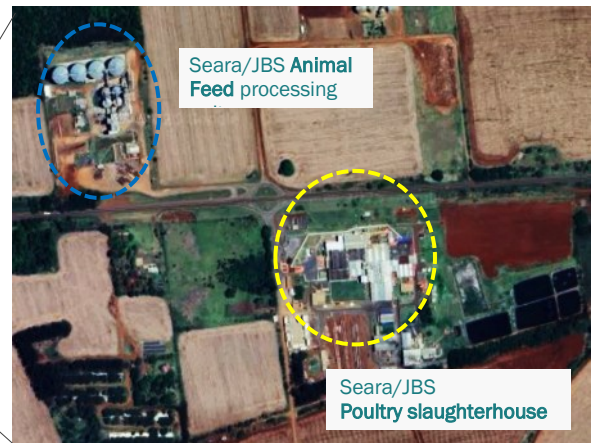 Seara/JBS Animal
Feed processing
Seara/JBS
Poultry slaughterhouse